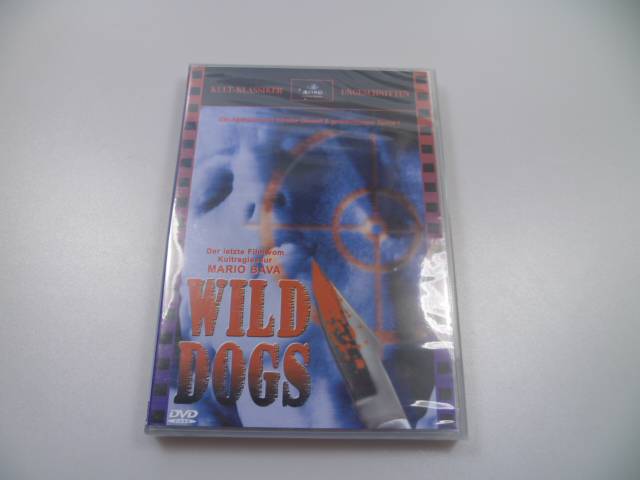 KULT-KLASSIKER UNGESCHNITTEN
Der letzte Film vom
Kultregisseur
MARIO BAVA
WILD
DOGS
DVD